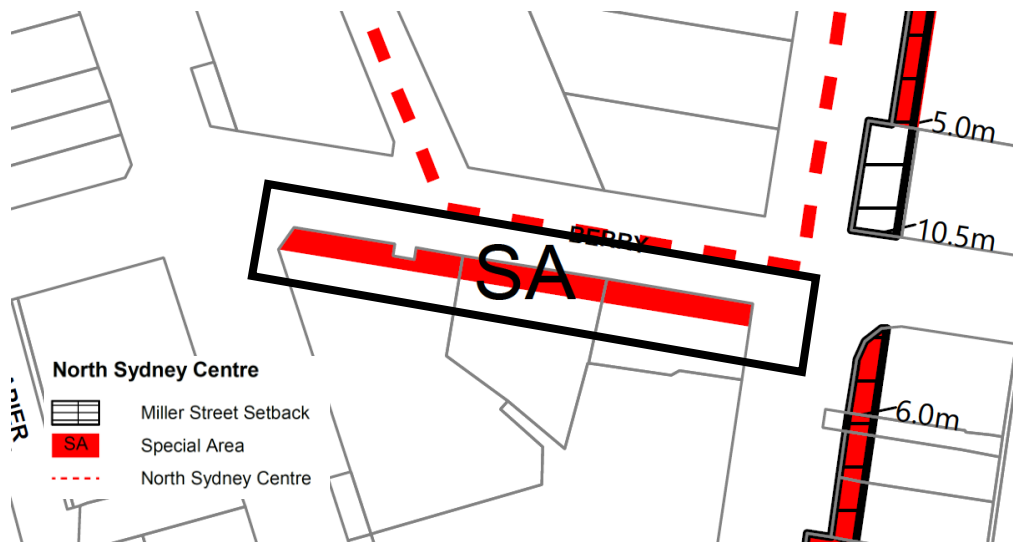 5.0m
10.5m
BERRY
SA
6.0m
North Sydney Centre
Miller Street Setback
SA Special Area
North Sydney Centre